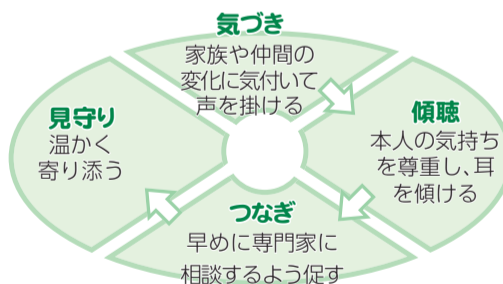 気づき
家族や仲間の
変化に気付いて
声を掛ける
傾聴
本人の気持ち
を尊重し、耳
を傾ける
つなぎ
早めに専門家に
相談するよう促す
見守り
温かく
寄り添う